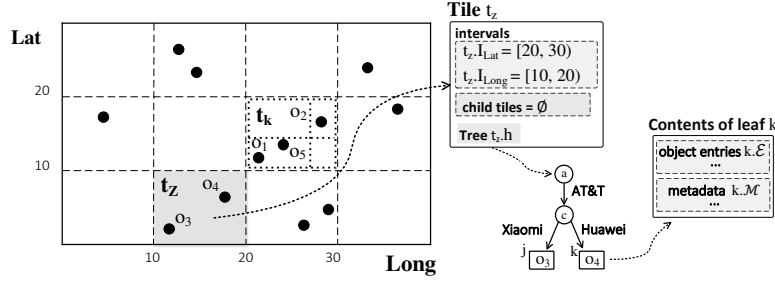 Lat
20
10
10
20
30
Long
t_k
o_2
o_1
o_5
t_z
o_4
o_3
Tile t_z
intervals
t_z.I_Lat = [20, 30)
t_z.I_Long = [10, 20)
child tiles = Ø
Tree t_z.h
a
AT&T
c
Xiaomi
Huawei
j
o_3
k
o_4
Contents of leaf k
object entries k.ℰ
...
metadata k.ℳ
...